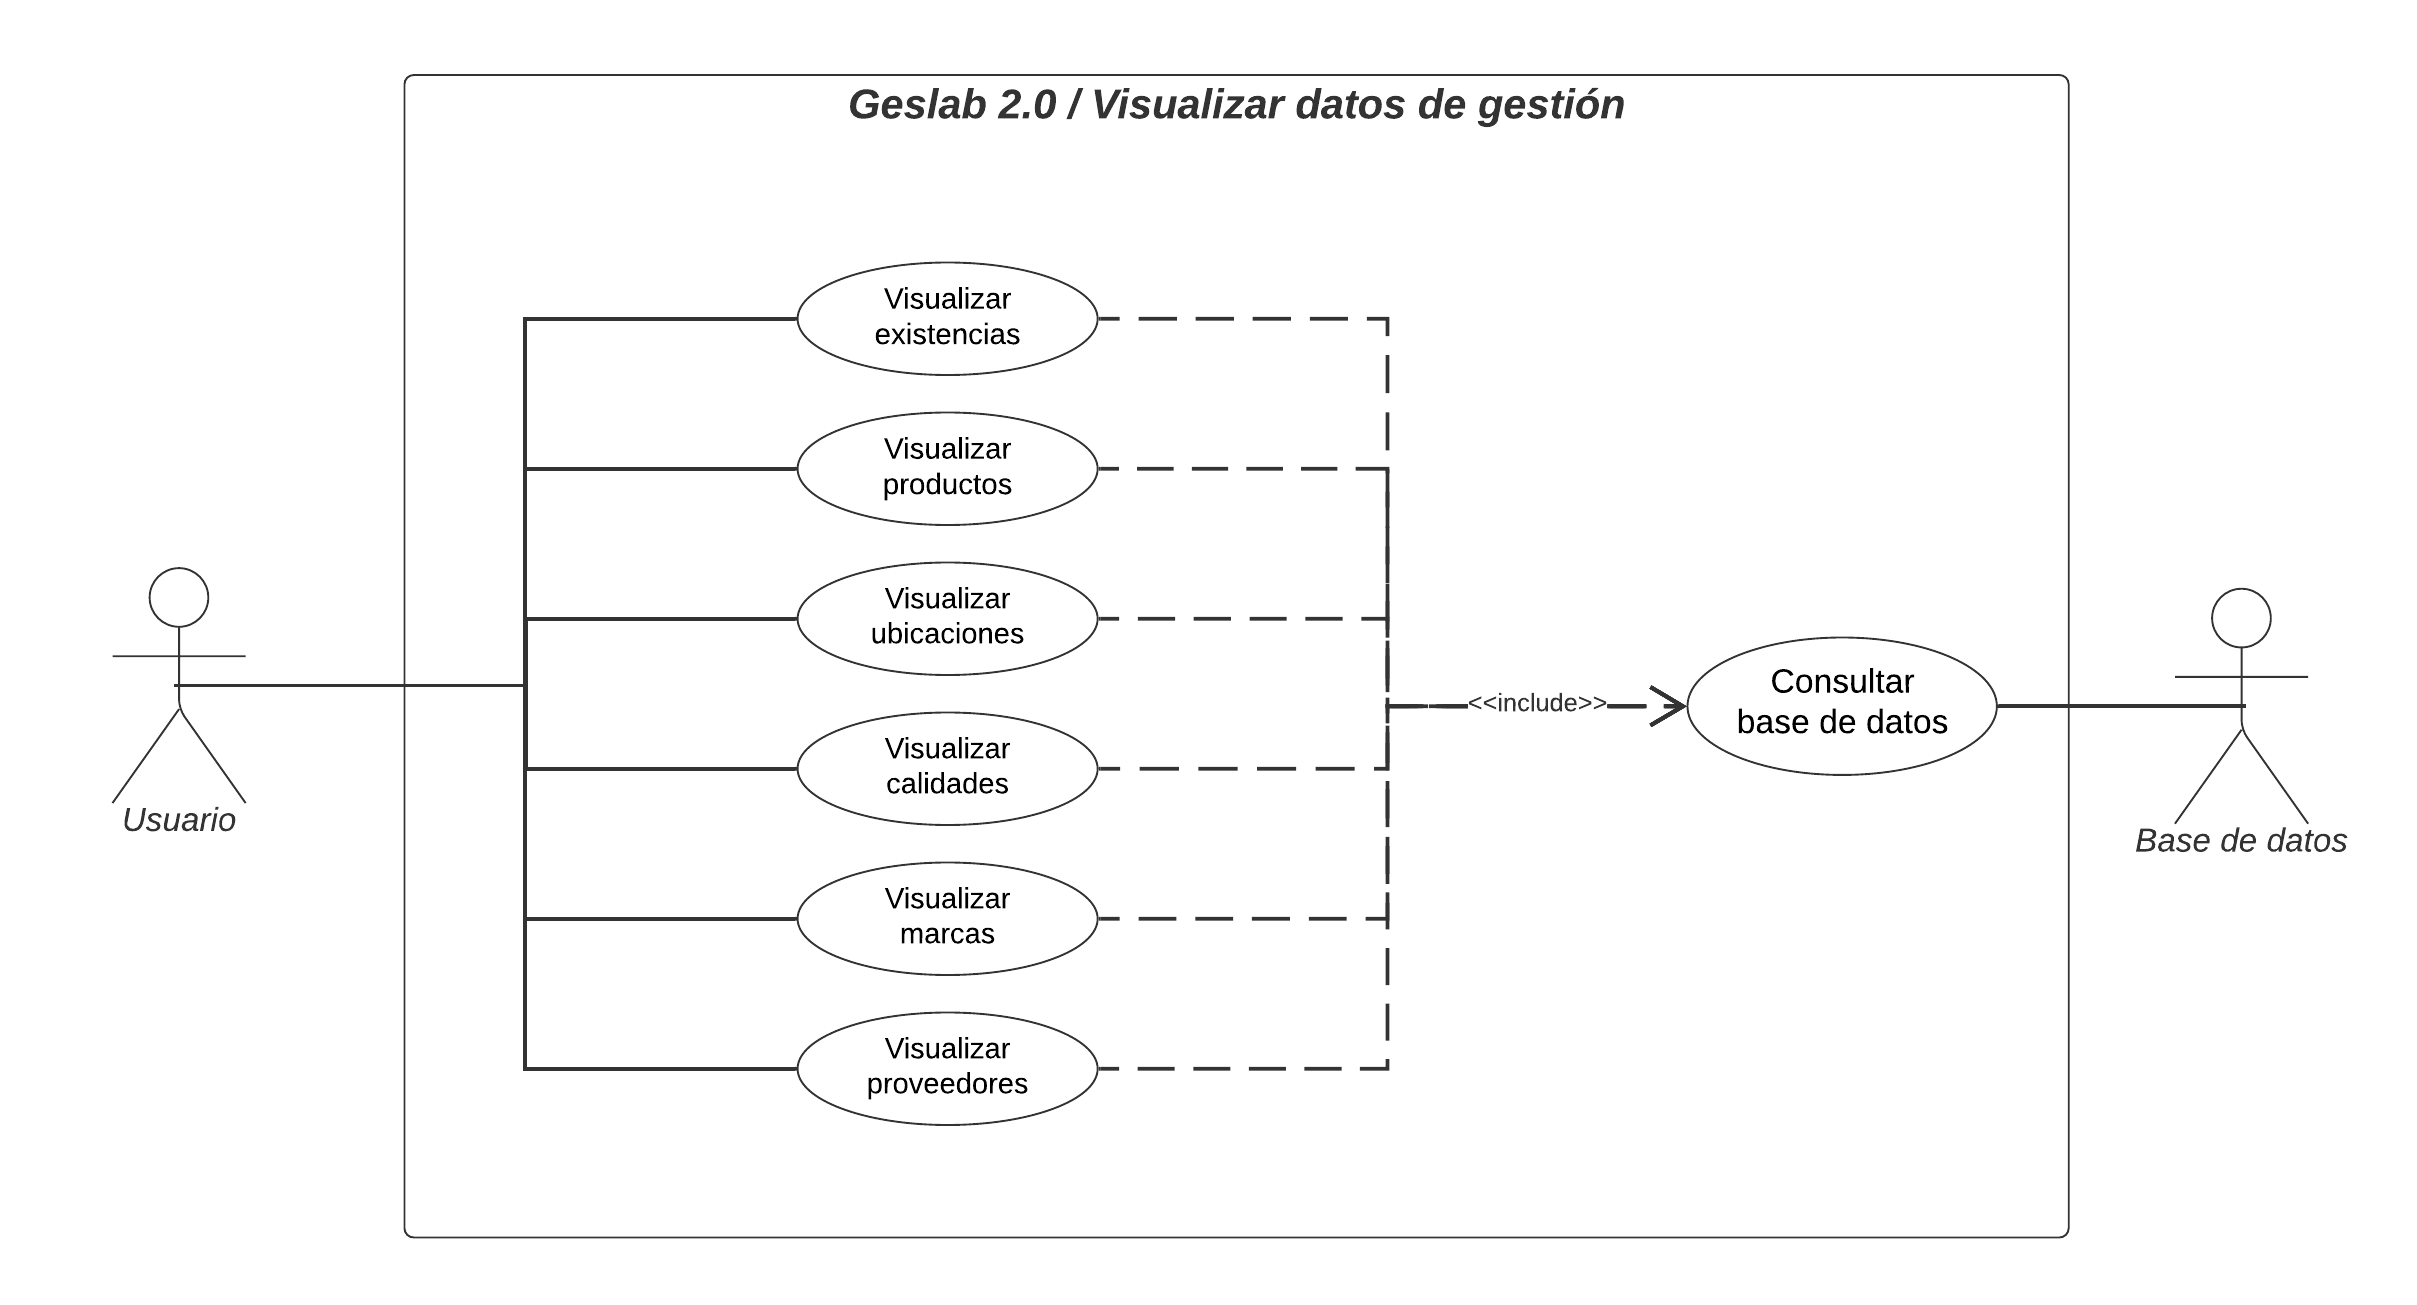 Geslab 2.0 / Visualizar datos de gestión
Visualizar
existencias
Visualizar
productos
Visualizar
ubicaciones
Visualizar
calidades
Visualizar
marcas
Visualizar
proveedores
<<include>>
Consultar
base de datos
Usuario
Base de datos